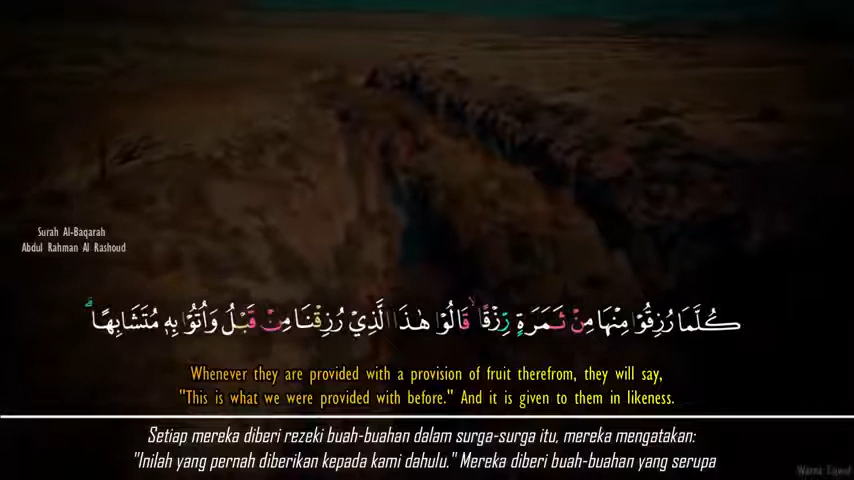 Surah Al-Baqarah
Abdul Rahman Al Rashoud
كُلَّمَا رُزِقُوْا مِنْهَا مِنْ ثَمَرَةٍ رِّزْقًاۙ قَالُوْا هٰذَا الَّذِيْ رُزِقْنَا مِنْ قَبْلُ وَاُتُوْا بِهٖ مُتَشَابِهًاۗ
Whenever they are provided with a provision of fruit therefrom, they will say,
"This is what we were provided with before." And it is given to them in likeness.
Setiap mereka diberi rezeki buah-buahan dalam surga-surga itu, mereka mengatakan:
"Inilah yang pernah diberikan kepada kami dahulu." Mereka diberi buah-buahan yang serupa